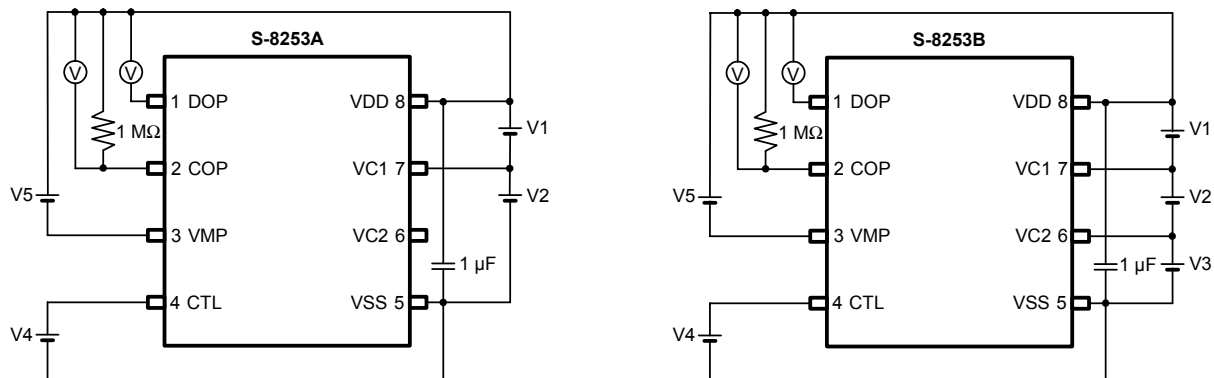 S-8253A
V
V
1 DOP
VDD 8
1 MΩ
V1
2 COP
VC1 7
V5
V2
3 VMP
VC2 6
1 µF
4 CTL
VSS 5
V4
S-8253B
V
V
1 DOP
VDD 8
1 MΩ
V1
2 COP
VC1 7
V5
V2
3 VMP
VC2 6
1 µF
V3
4 CTL
VSS 5
V4